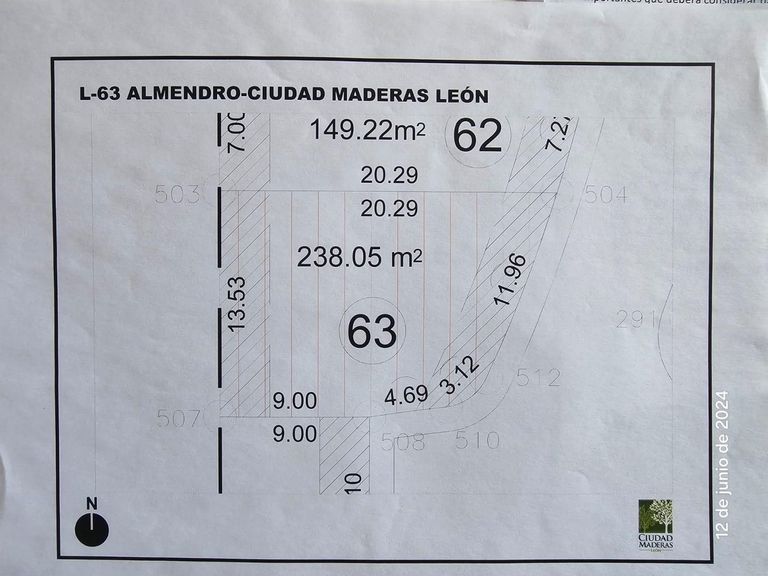 L-63 ALMENDRO-CIUDAD MADERAS LEÓN
7.00
149.22m²
62
7.27
20.29
503
504
20.29
238.05 m²
11.96
13.53
63
291
3.12
512
9.00
4.69
507
9.00
508
510
10
N
CIUDAD
MADERAS
LEÓN
12 de junio de 2024